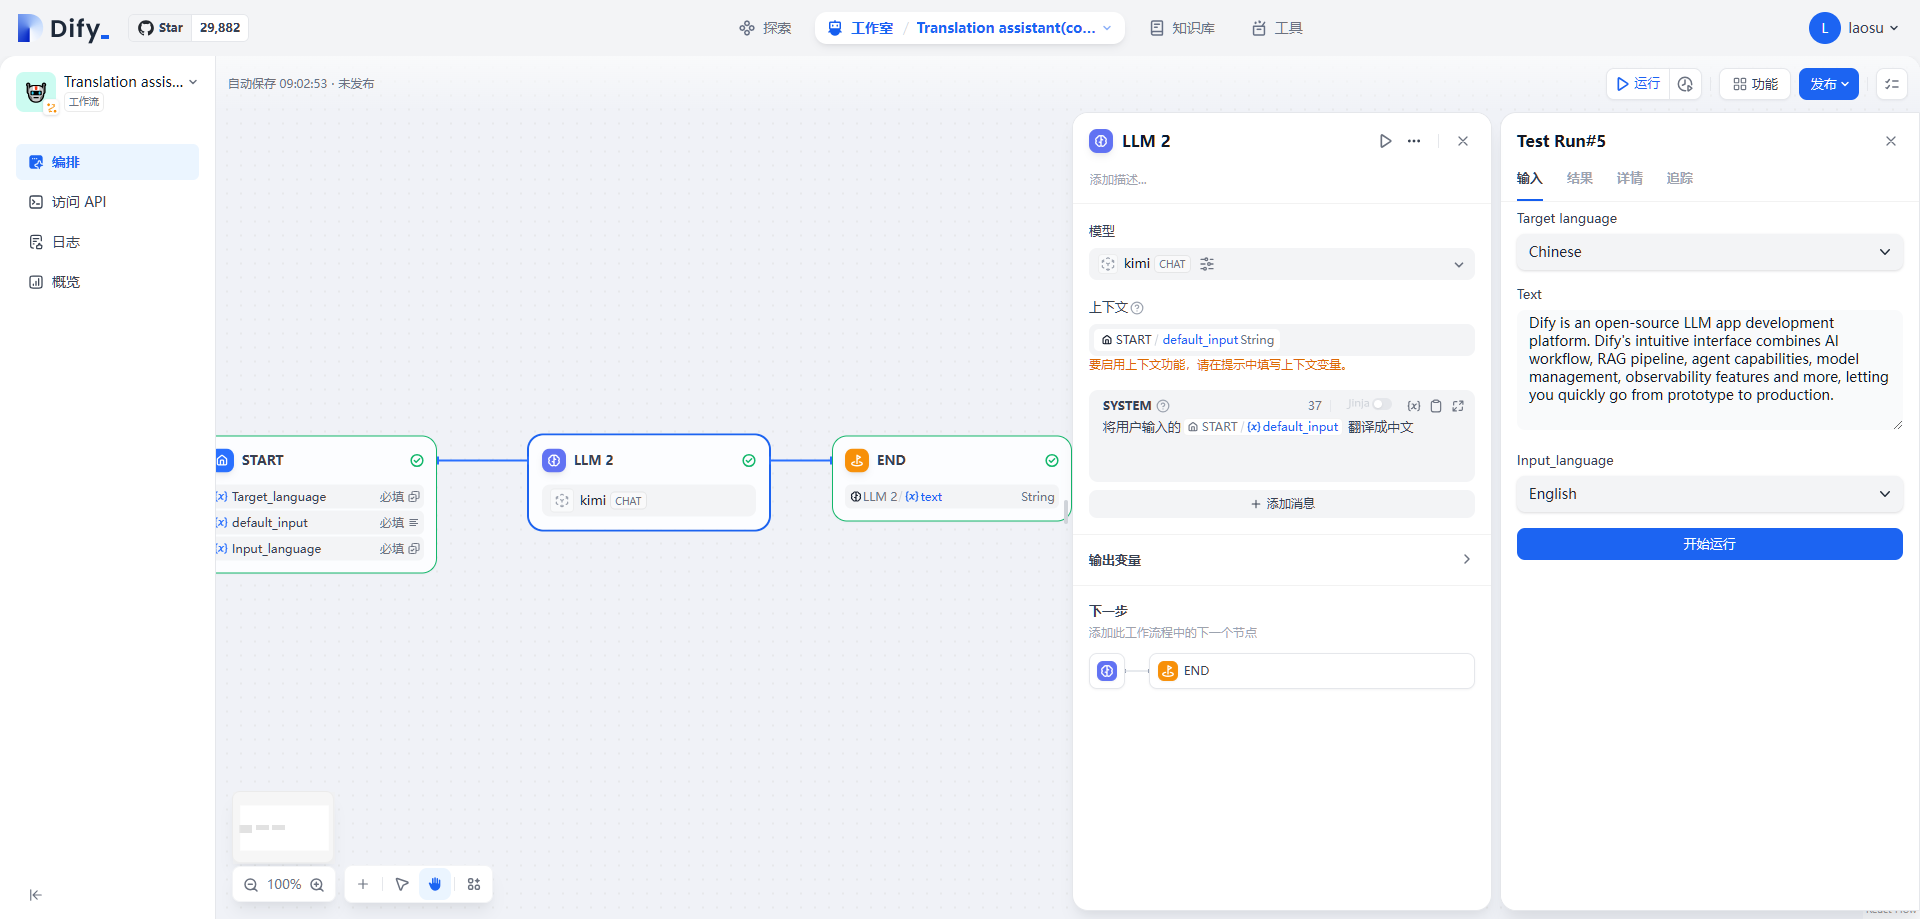 Dify_
Star 29,882
探索
工作室 / Translation assistant(co...
知识库
工具
L laosu
Translation assis...
工作流
编排
访问 API
日志
概览
自动保存 09:02:53 · 未发布
运行
功能
发布
START
{x} Target_language 必填
{x} default_input 必填
{x} Input_language 必填
LLM 2
kimi CHAT
END
LLM 2 / {x} text String
100%
LLM 2
添加描述...
模型
kimi CHAT
上下文
START / default_input String
要启用上下文功能，请在提示中填写上下文变量。
SYSTEM 37 Jinja {x}
将用户输入的 START / {x} default_input 翻译成中文
+ 添加消息
输出变量
下一步
添加此工作流程中的下一个节点
END
Test Run#5
输入 结果 详情 追踪
Target language
Chinese
Text
Dify is an open-source LLM app development
platform. Dify's intuitive interface combines AI
workflow, RAG pipeline, agent capabilities, model
management, observability features and more, letting
you quickly go from prototype to production.
Input_language
English
开始运行
React Flow